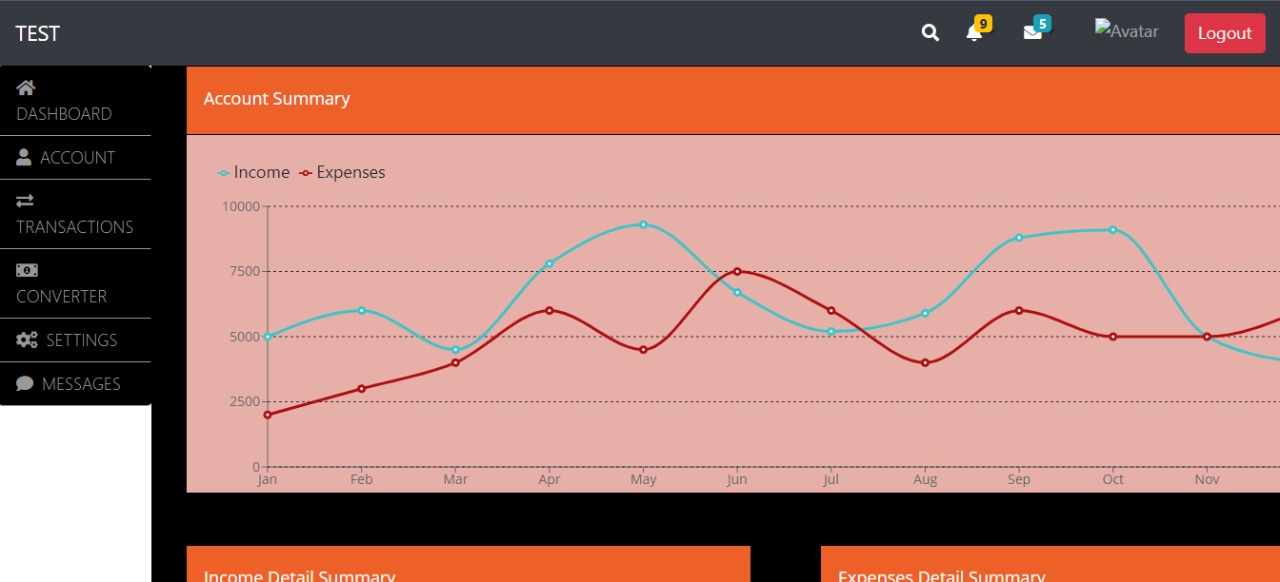 TEST
9
5
Avatar
Logout
DASHBOARD
ACCOUNT
TRANSACTIONS
CONVERTER
SETTINGS
MESSAGES
Account Summary
Income Expenses
10000
7500
5000
2500
0
Jan Feb Mar Apr May Jun Jul Aug Sep Oct Nov
Income Detail Summary
Expenses Detail Summary